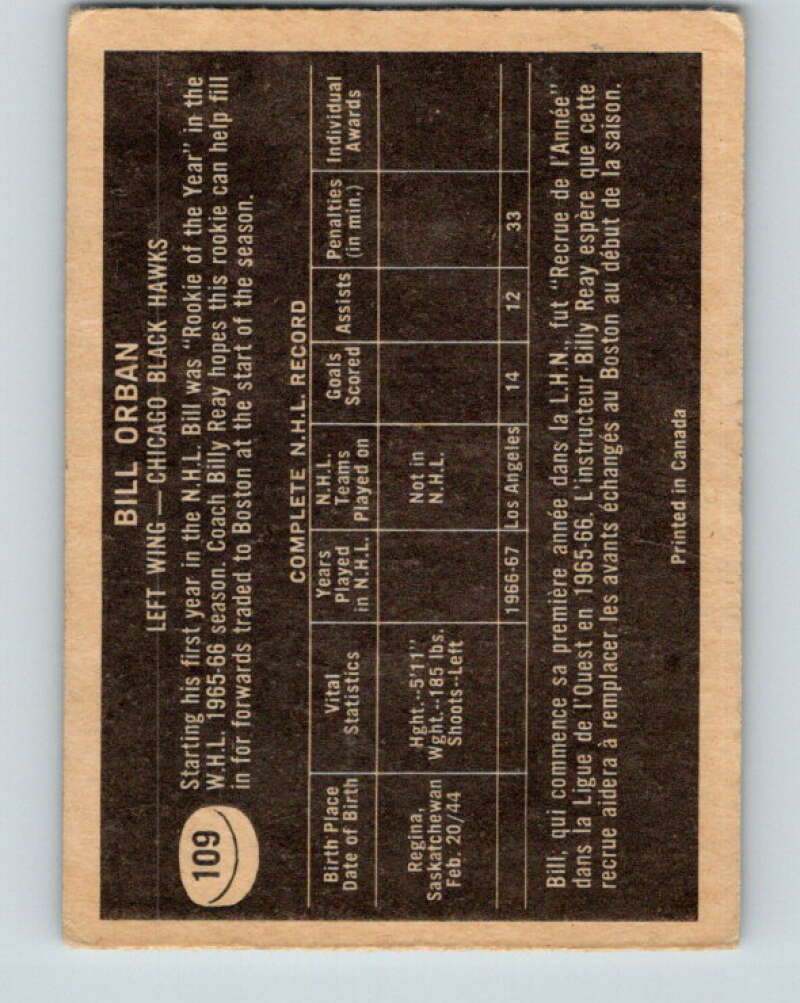 BILL ORBAN
LEFT WING — CHICAGO BLACK HAWKS
109
Starting his first year in the N.H.L. Bill was "Rookie of the Year" in the
W.H.L. 1965-66 season. Coach Billy Reay hopes this rookie can help fill
in for forwards traded to Boston at the start of the season.
COMPLETE N.H.L. RECORD
Birth Place
Date of Birth
Vital
Statistics
Years
Played
in N.H.L.
N.H.L.
Teams
Played on
Goals
Scored
Assists
Penalties
(in min.)
Individual
Awards
Regina,
Saskatchewan
Feb. 20/44
Hght.--5'11"
Wght.--185 lbs.
Shoots--Left
Not in
N.H.L.
1966-67 Los Angeles 14 12 33
Bill, qui commence sa première année dans la L.H.N., fut "Recrue de l'Année"
dans la Ligue de l'Ouest en 1965-66. L'instructeur Billy Reay espère que cette
recrue aidera à remplacer les avants échangés au Boston au début de la saison.
Printed in Canada